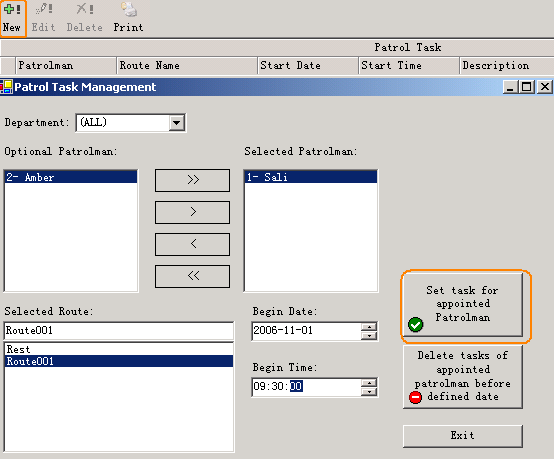 New Edit Delete Print
Patrol Task
Patrolman Route Name Start Date Start Time Description
Patrol Task Management
Department: (ALL)
Optional Patrolman: Selected Patrolman:
2- Amber >> 1- Sali
>
<
<<
Set task for
appointed
Patrolman
Selected Route: Begin Date:
Route001 2006-11-01
Rest
Route001
Begin Time:
09:30:00
Delete tasks of
appointed
patrolman before
defined date
Exit